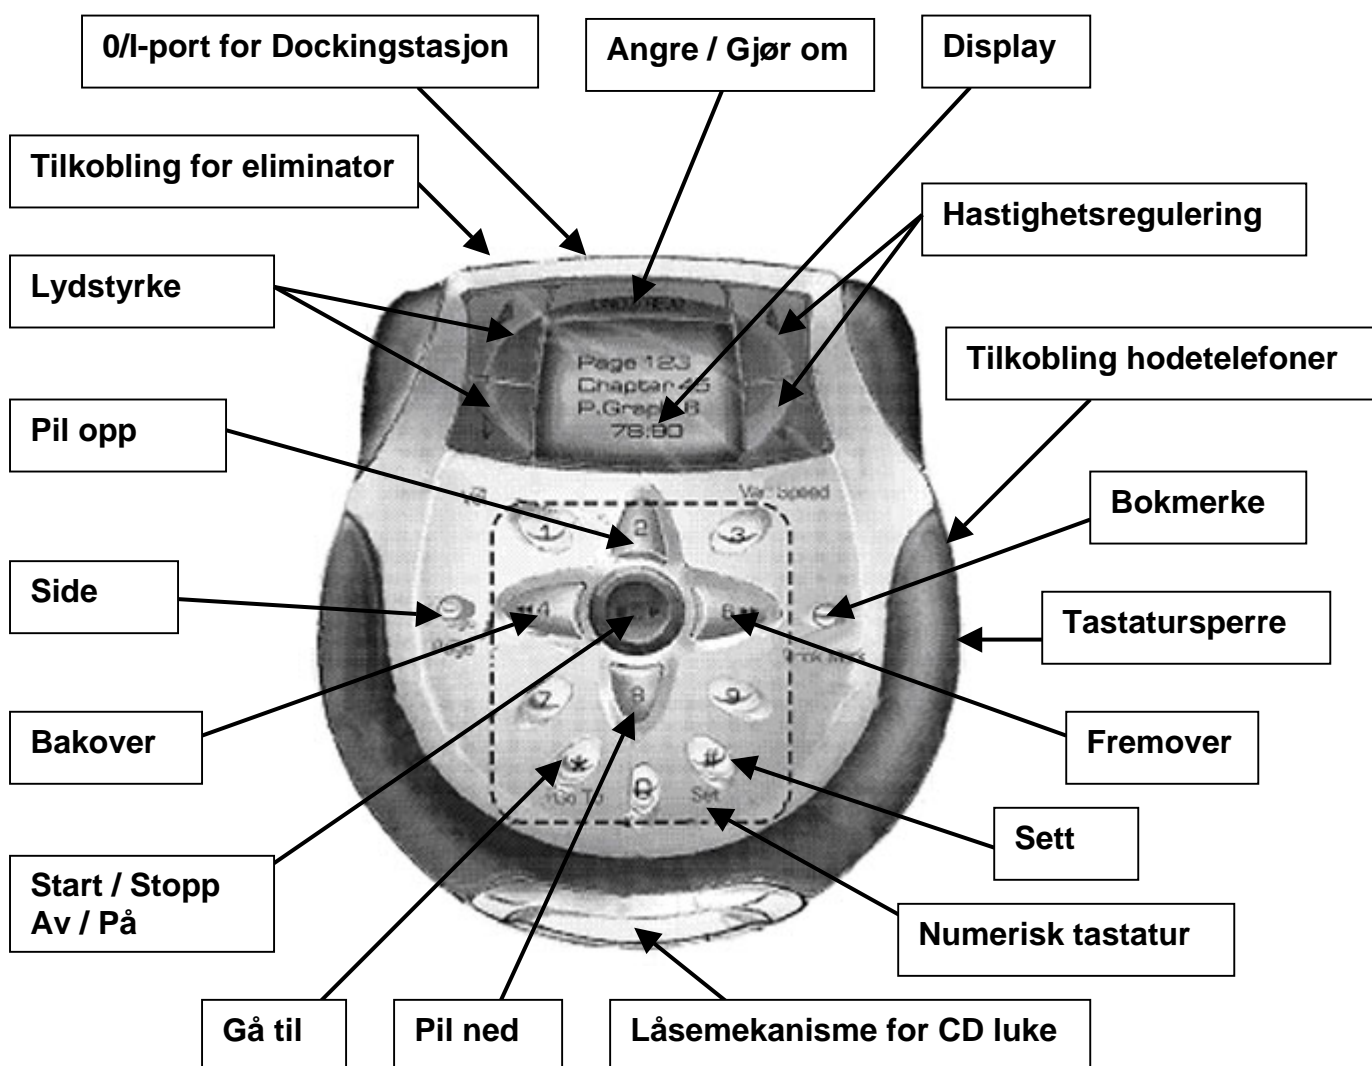 0/I-port for Dockingstasjon
Angre / Gjør om
Display
Tilkobling for eliminator
Hastighetsregulering
Lydstyrke
Page 123
Chapter 45
78:90
Tilkobling hodetelefoner
Pil opp
Vari Speed
Bokmerke
1
2
3
Side
4
6
Tastatursperre
Page
Bakover
7
8
9
Fremover
*
#
Go To
Set
Sett
Start / Stopp
Av / På
Numerisk tastatur
Gå til
Pil ned
Låsemekanisme for CD luke